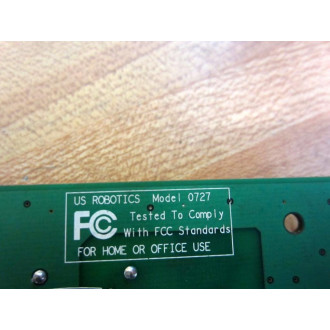 US ROBOTICS Model 0727
FC Tested To Comply
With FCC Standards
FOR HOME OR OFFICE USE